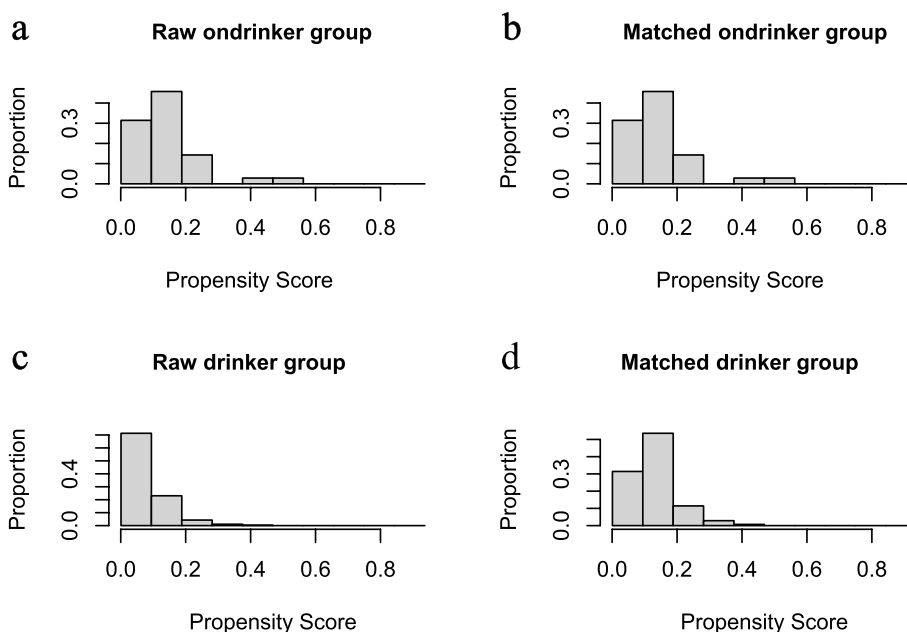 a
Raw ondrinker group
Proportion
0.3
0.0
0.0 0.2 0.4 0.6 0.8
Propensity Score
b
Matched ondrinker group
Proportion
0.3
0.0
0.0 0.2 0.4 0.6 0.8
Propensity Score
c
Raw drinker group
Proportion
0.4
0.0
0.0 0.2 0.4 0.6 0.8
Propensity Score
d
Matched drinker group
Proportion
0.3
0.0
0.0 0.2 0.4 0.6 0.8
Propensity Score